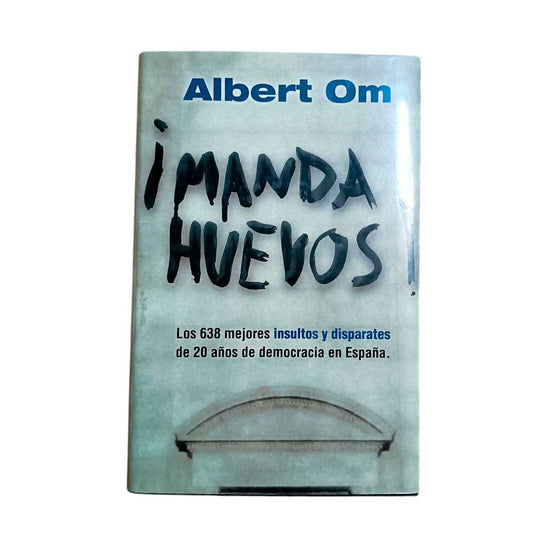 Albert Om
¡MANDA
HUEVOS!
Los 638 mejores insultos y disparates
de 20 años de democracia en España.